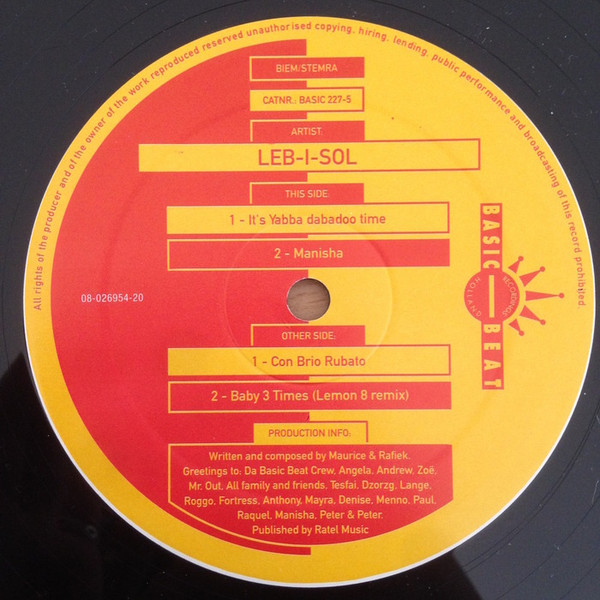 All rights of the producer and of the owner of the work reproduced reserved unauthorised copying, hiring, lending, public performance and broadcasting of this record prohibited.
BIEM/STEMRA
CATNR.: BASIC 227-5
ARTIST:
LEB-I-SOL
THIS SIDE:
1 - It's Yabba dabadoo time
2 - Manisha
08-026954-20
BASIC BEAT
RECORDINGS
HOLLAND
OTHER SIDE:
1 - Con Brio Rubato
2 - Baby 3 Times (Lemon 8 remix)
PRODUCTION INFO:
Written and composed by Maurice & Rafiek.
Greetings to: Da Basic Beat Crew, Angela, Andrew, Zoë,
Mr. Out, All family and friends. Tesfai, Dzorzg, Lange,
Roggo, Fortress, Anthony, Mayra, Denise, Menno, Paul,
Raquel, Manisha, Peter & Peter.
Published by Ratel Music